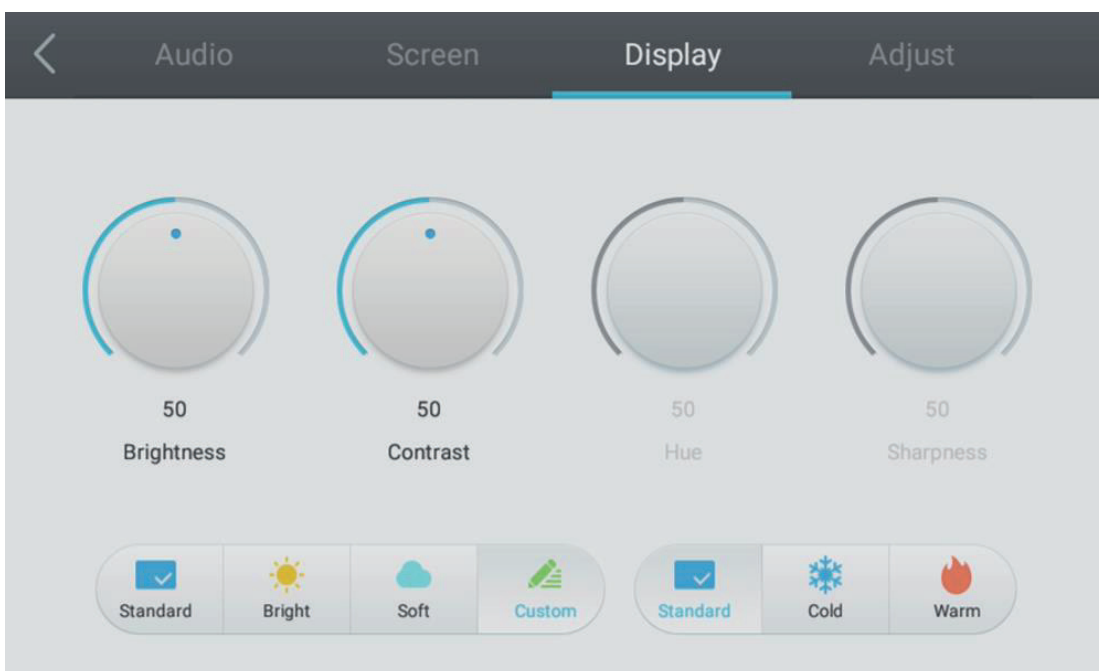 Audio Screen Display Adjust
50 50 50 50
Brightness Contrast Hue Sharpness
Standard Bright Soft Custom Standard Cold Warm